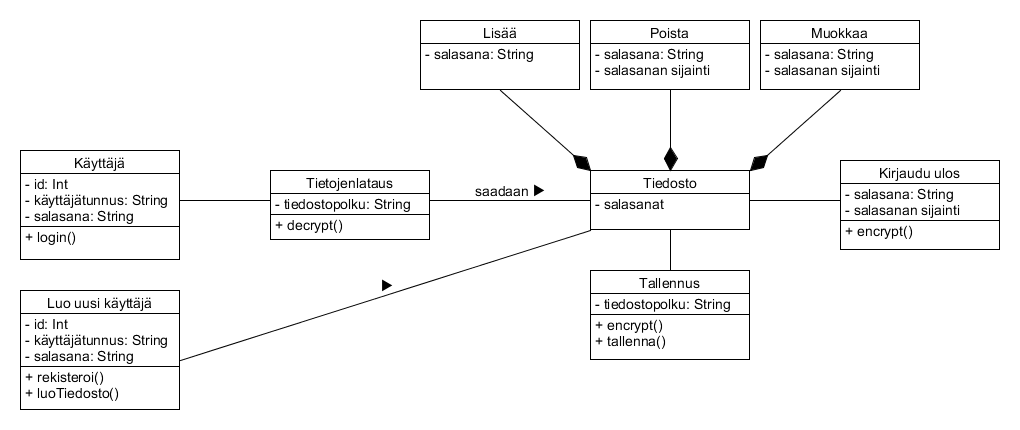 Lisää
- salasana: String
Poista
- salasana: String
- salasanan sijainti
Muokkaa
- salasana: String
- salasanan sijainti
Käyttäjä
- id: Int
- käyttäjätunnus: String
- salasana: String
+ login()
Tietojenlataus
- tiedostopolku: String
+ decrypt()
saadaan
Tiedosto
- salasanat
Kirjaudu ulos
- salasana: String
- salasanan sijainti
+ encrypt()
Luo uusi käyttäjä
- id: Int
- käyttäjätunnus: String
- salasana: String
+ rekisteroi()
+ luoTiedosto()
Tallennus
- tiedostopolku: String
+ encrypt()
+ tallenna()